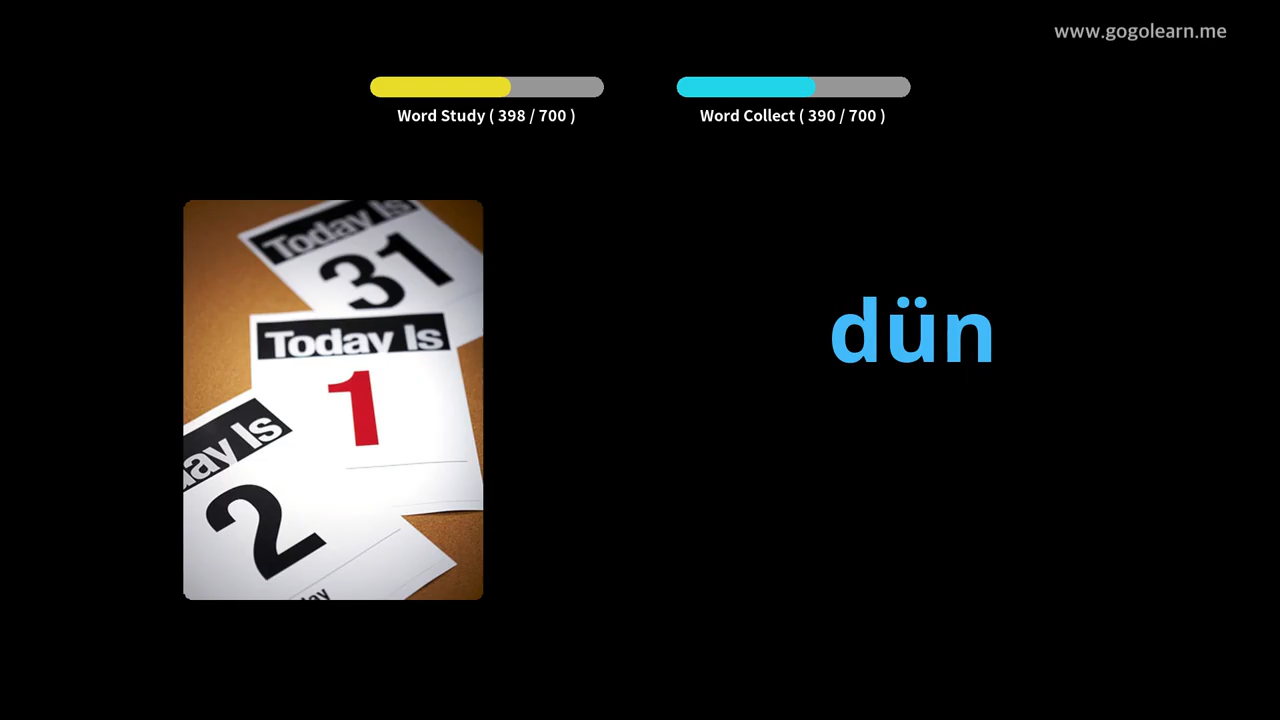 www.gogolearn.me
Word Study ( 398 / 700 )
Word Collect ( 390 / 700 )
Today Is
31
Today Is
1
ay Is
2
ay
dün